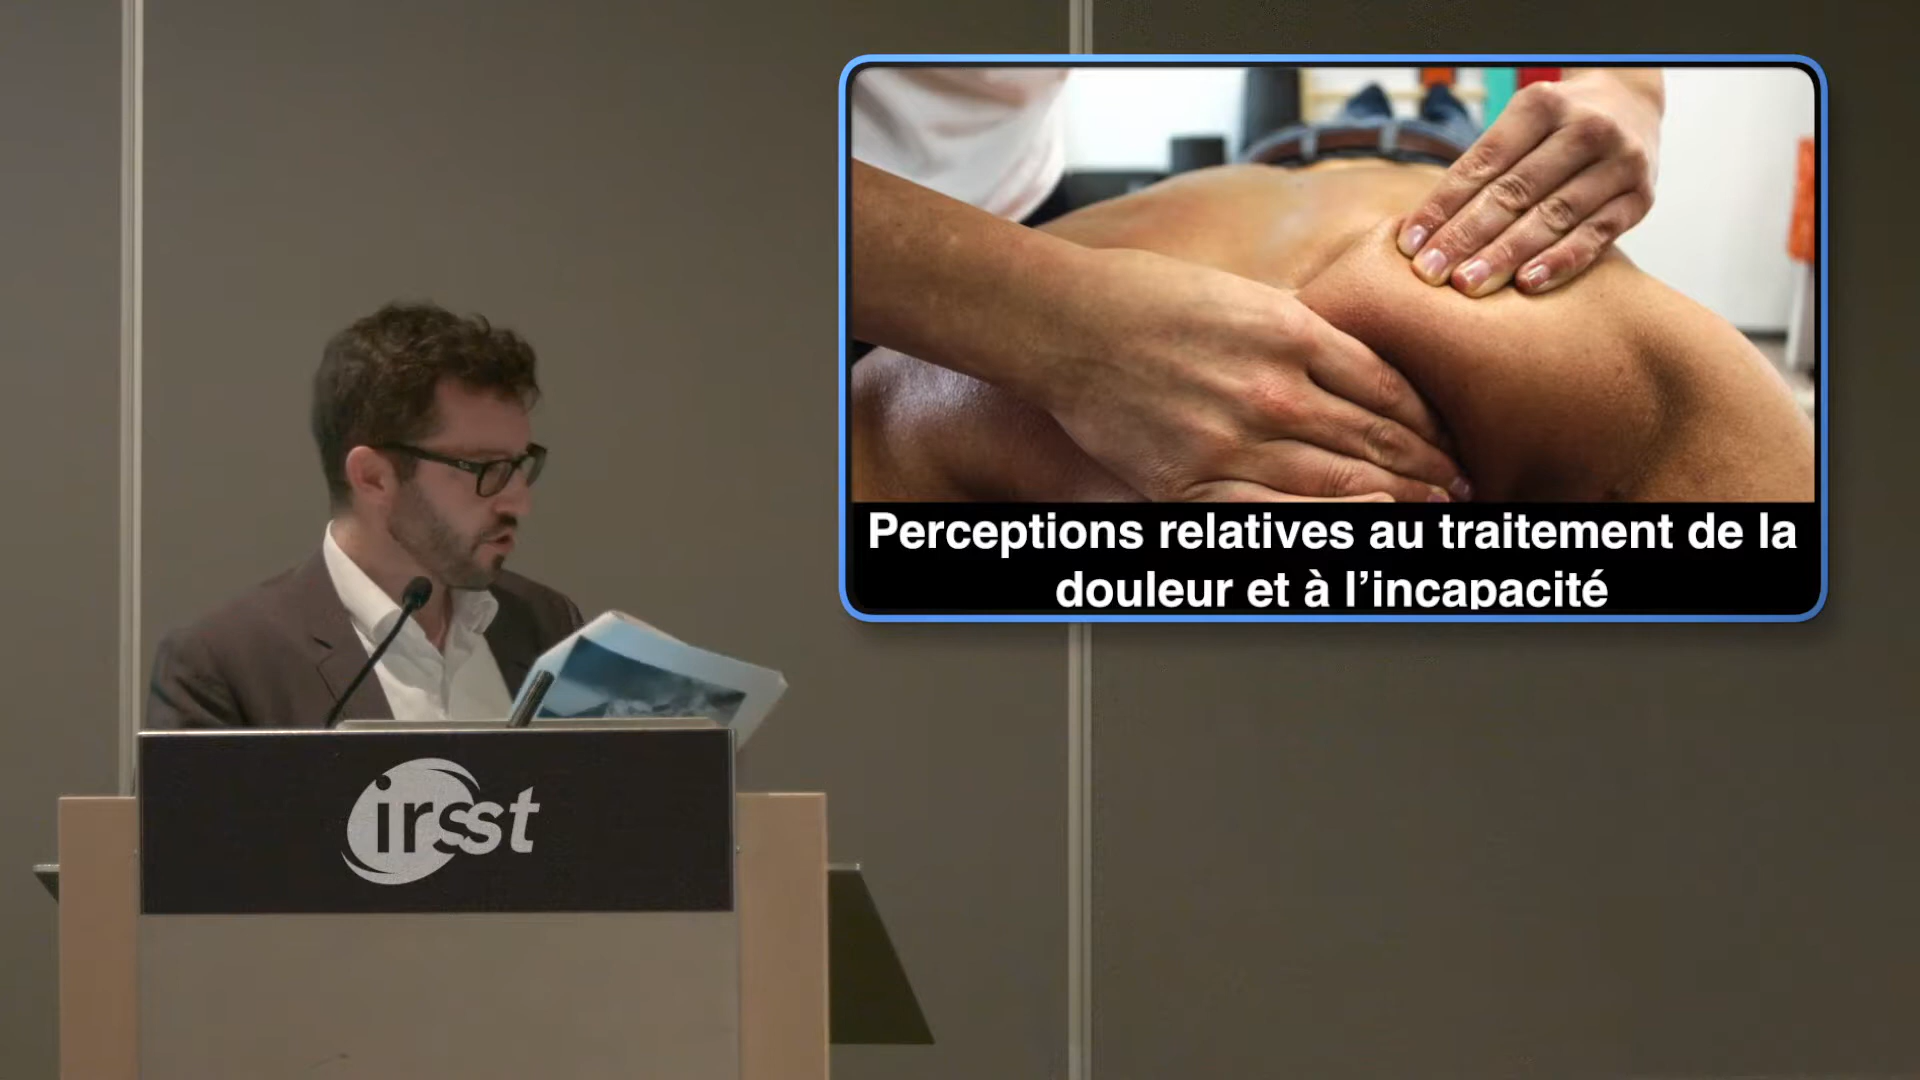 Perceptions relatives au traitement de la
douleur et à l’incapacité
irsst